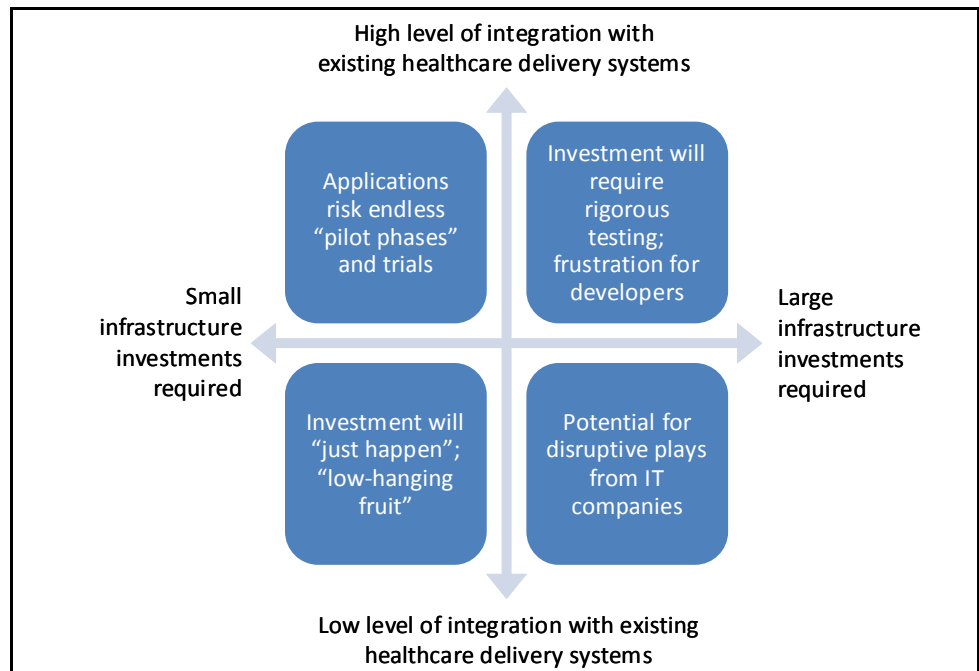 High level of integration with
existing healthcare delivery systems
Applications
risk endless
“pilot phases”
and trials
Investment will
require
rigorous
testing;
frustration for
developers
Small
infrastructure
investments
required
Large
infrastructure
investments
required
Investment will
“just happen”;
“low-hanging
fruit”
Potential for
disruptive plays
from IT
companies
Low level of integration with existing
healthcare delivery systems